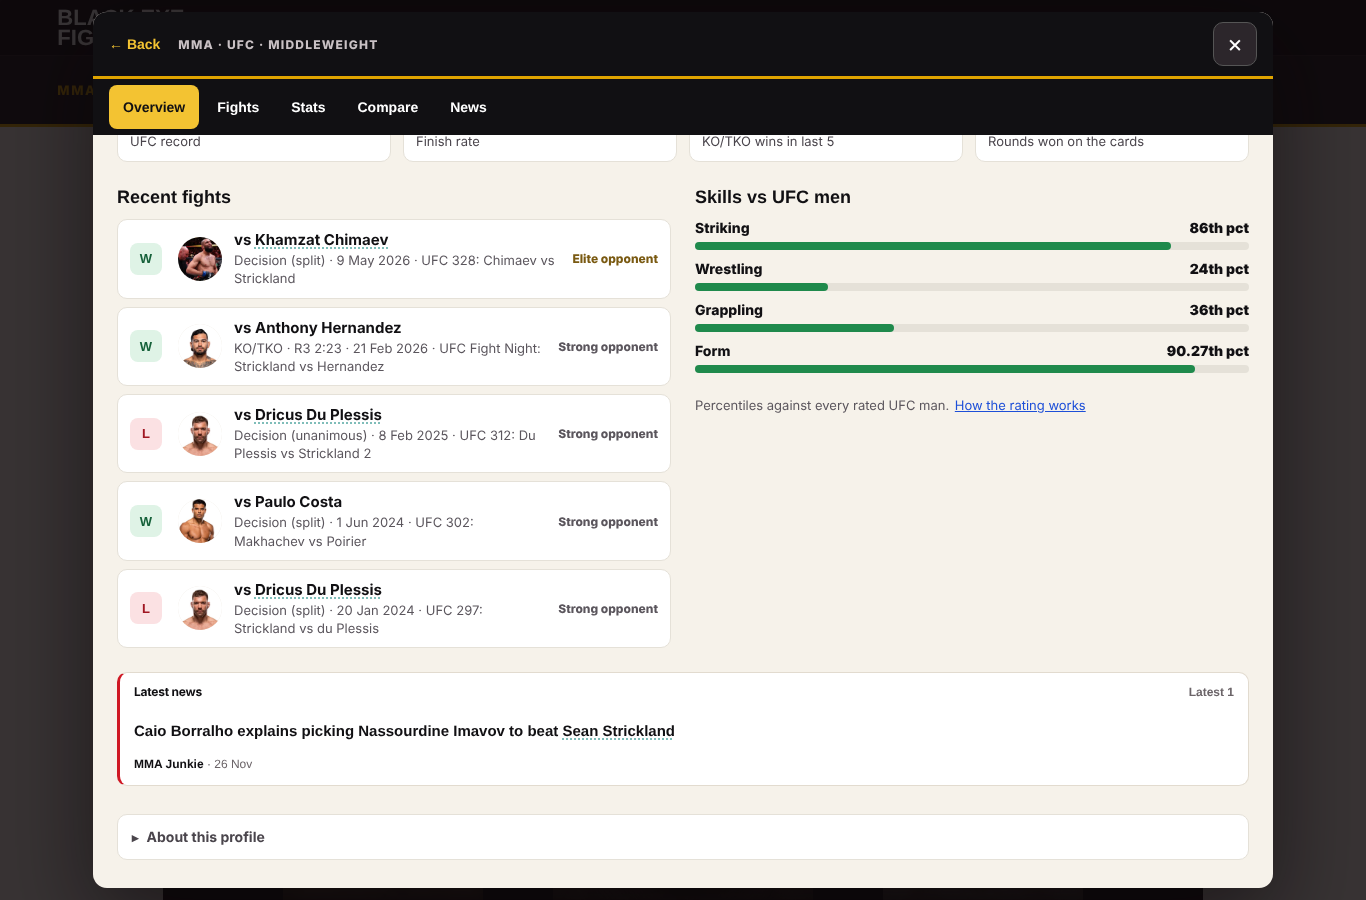 BLACK EYE
FIG
← Back
MMA · UFC · MIDDLEWEIGHT
×
MMA
Overview
Fights
Stats
Compare
News
UFC record
Finish rate
KO/TKO wins in last 5
Rounds won on the cards
Recent fights
W
vs Khamzat Chimaev
Decision (split) · 9 May 2026 · UFC 328: Chimaev vs
Strickland
Elite opponent
W
vs Anthony Hernandez
KO/TKO · R3 2:23 · 21 Feb 2026 · UFC Fight Night:
Strickland vs Hernandez
Strong opponent
L
vs Dricus Du Plessis
Decision (unanimous) · 8 Feb 2025 · UFC 312: Du
Plessis vs Strickland 2
Strong opponent
W
vs Paulo Costa
Decision (split) · 1 Jun 2024 · UFC 302:
Makhachev vs Poirier
Strong opponent
L
vs Dricus Du Plessis
Decision (split) · 20 Jan 2024 · UFC 297:
Strickland vs du Plessis
Strong opponent
Skills vs UFC men
Striking 86th pct
Wrestling 24th pct
Grappling 36th pct
Form 90.27th pct
Percentiles against every rated UFC man. How the rating works
Latest news
Latest 1
Caio Borralho explains picking Nassourdine Imavov to beat Sean Strickland
MMA Junkie · 26 Nov
▸ About this profile